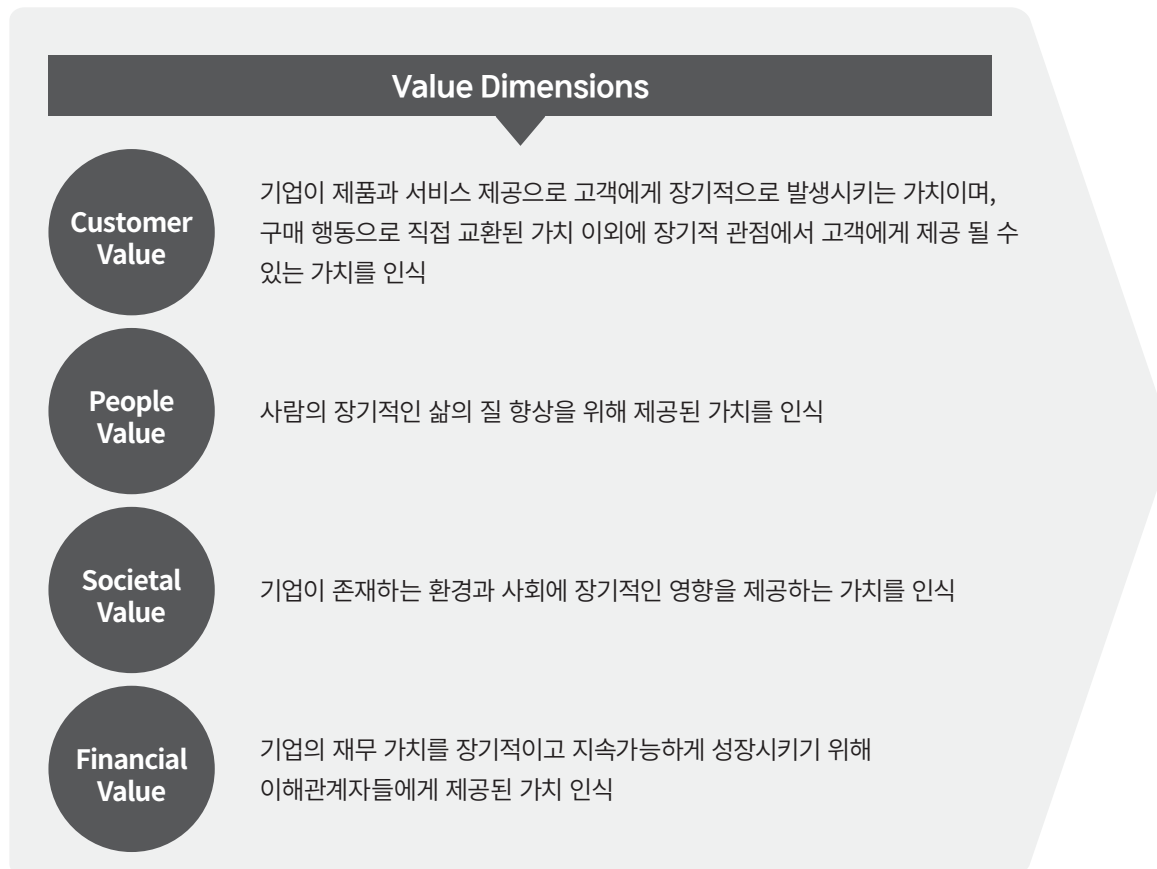 Value Dimensions
Customer
Value
기업이 제품과 서비스 제공으로 고객에게 장기적으로 발생시키는 가치이며,
구매 행동으로 직접 교환된 가치 이외에 장기적 관점에서 고객에게 제공 될 수
있는 가치를 인식
People
Value
사람의 장기적인 삶의 질 향상을 위해 제공된 가치를 인식
Societal
Value
기업이 존재하는 환경과 사회에 장기적인 영향을 제공하는 가치를 인식
Financial
Value
기업의 재무 가치를 장기적이고 지속가능하게 성장시키기 위해
이해관계자들에게 제공된 가치 인식